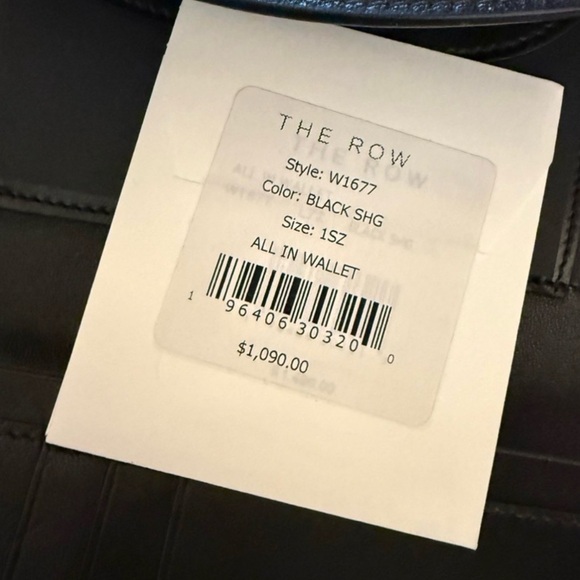 THE ROW
Style: W1677
Color: BLACK SHG
Size: 1SZ
ALL IN WALLET
1 96406 30320 0
$1,090.00